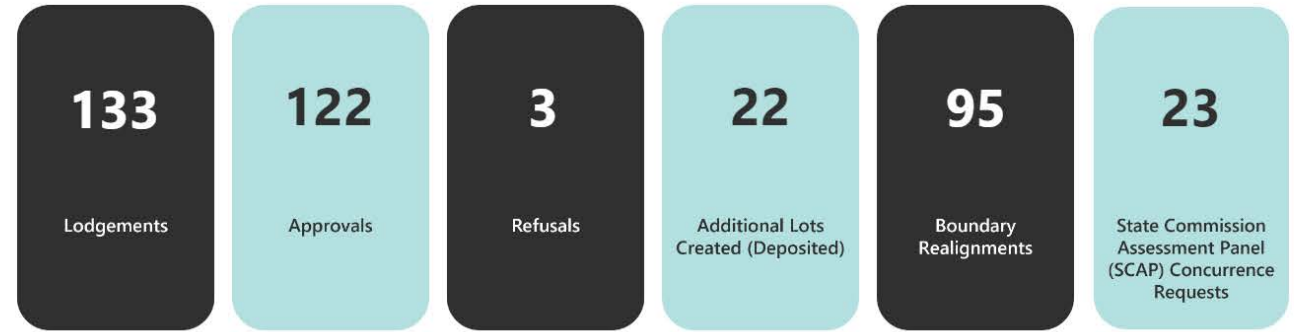 133
Lodgements
122
Approvals
3
Refusals
22
Additional Lots
Created (Deposited)
95
Boundary
Realignments
23
State Commission
Assessment Panel
(SCAP) Concurrence
Requests